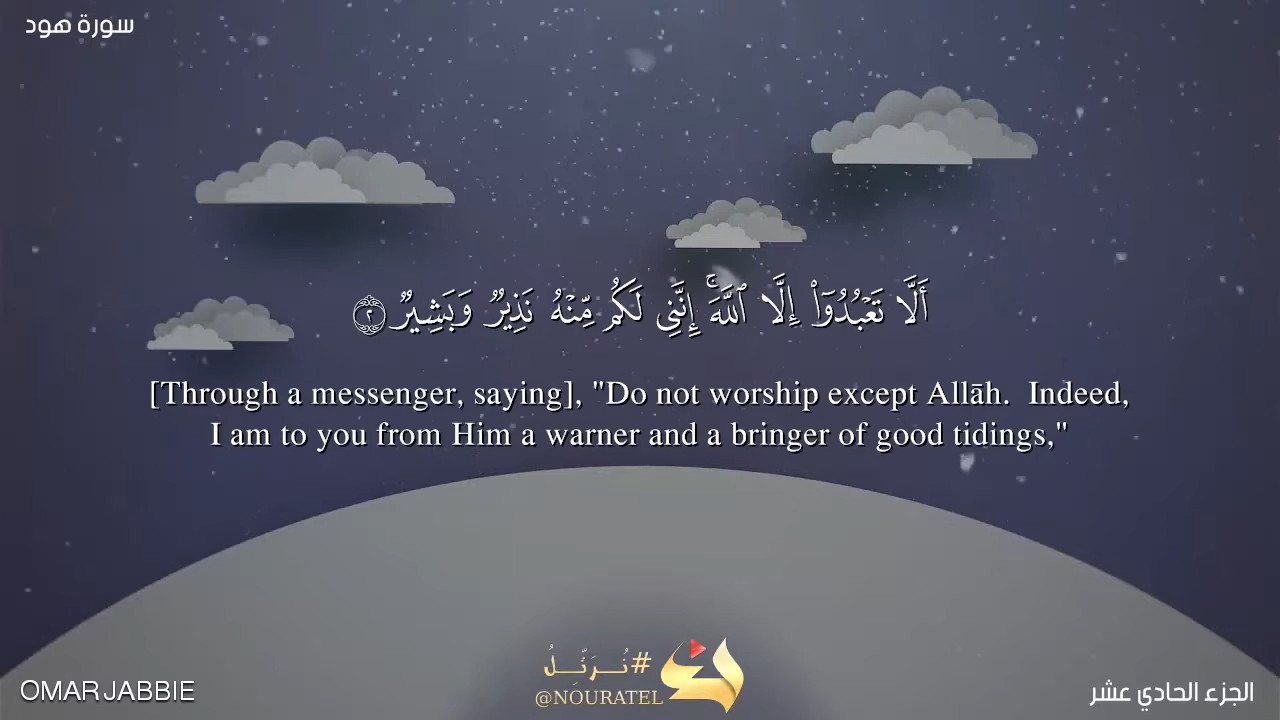 سورة هود
أَلَّا تَعۡبُدُوٓاْ إِلَّا ٱللَّهَۚ إِنَّنِي لَكُم مِّنۡهُ نَذِيرٞ وَبَشِيرٞ ٢
[Through a messenger, saying], "Do not worship except Allāh.  Indeed,
I am to you from Him a warner and a bringer of good tidings,"
#نُـرَتِّـلُ
@NOURATEL
OMAR JABBIE
الجزء الحادي عشر